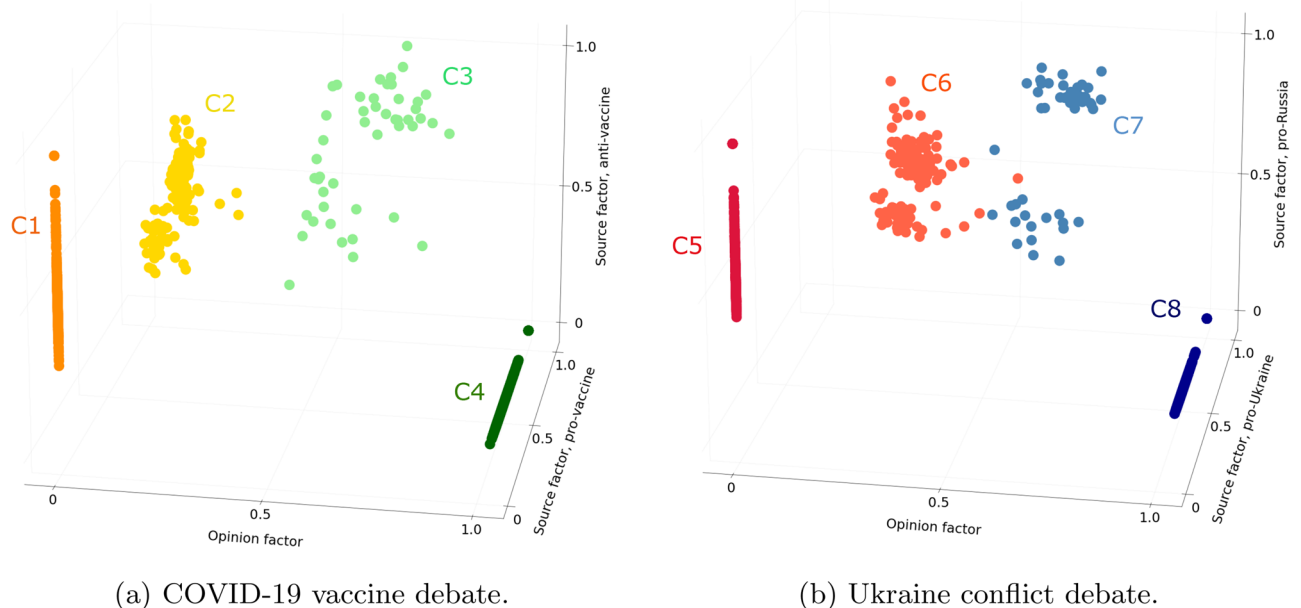 C1
C2
C3
C4
1.0
0.5
0
Source factor, anti-vaccine
1.0
0.5
0
Source factor, pro-vaccine
0
0.5
1.0
Opinion factor
(a) COVID-19 vaccine debate.
C5
C6
C7
C8
1.0
0.5
0
Source factor, pro-Russia
1.0
0.5
0
Source factor, pro-Ukraine
0
0.5
1.0
Opinion factor
(b) Ukraine conflict debate.